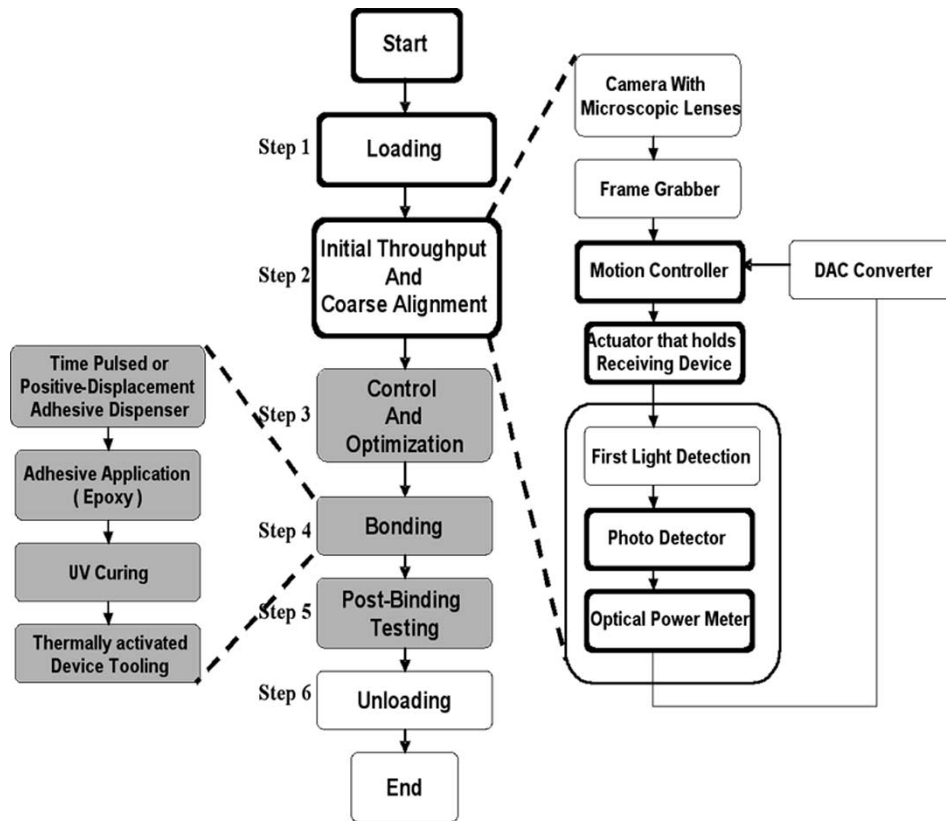 Start
Step 1
Loading
Step 2
Initial Throughput
And
Coarse Alignment
Step 3
Control
And
Optimization
Step 4
Bonding
Step 5
Post-Binding
Testing
Step 6
Unloading
End
Time Pulsed or
Positive-Displacement
Adhesive Dispenser
Adhesive Application
( Epoxy )
UV Curing
Thermally activated
Device Tooling
Camera With
Microscopic Lenses
Frame Grabber
Motion Controller
DAC Converter
Actuator that holds
Receiving Device
First Light Detection
Photo Detector
Optical Power Meter